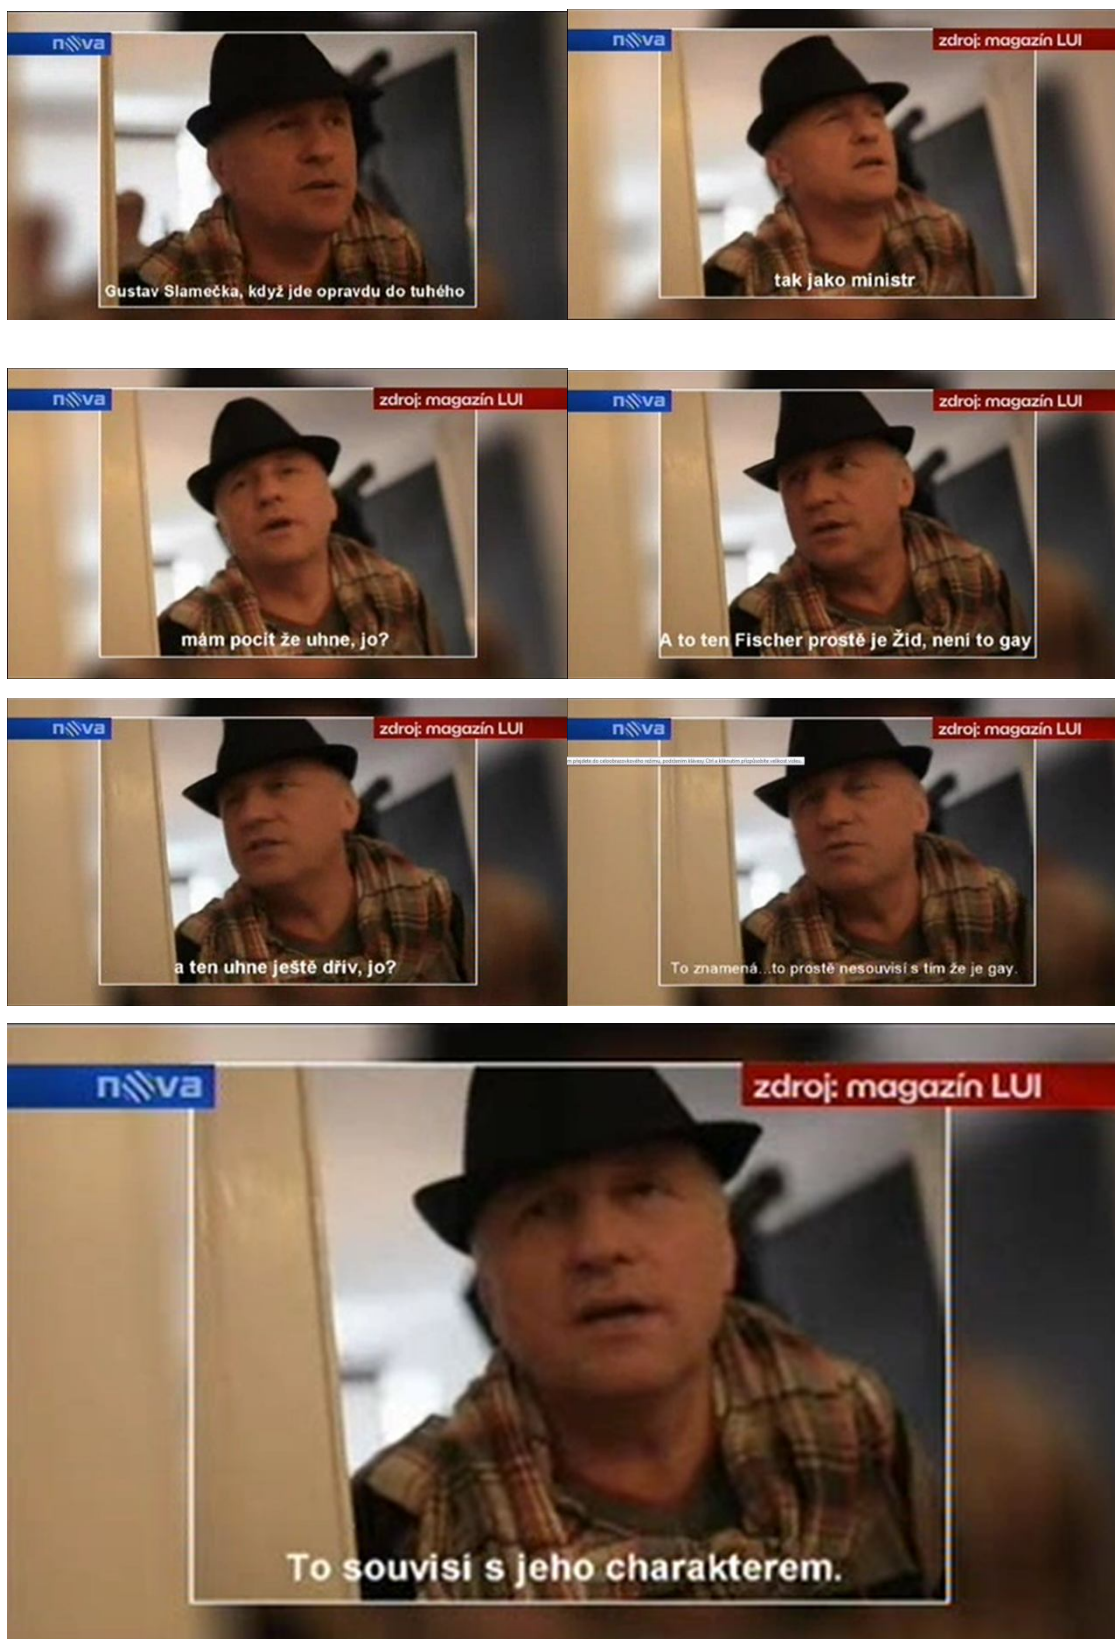 nova
Gustav Slamečka, když jde opravdu do tuhého
nova
zdroj: magazín LUI
tak jako ministr
nova
zdroj: magazín LUI
mám pocit že uhne, jo?
nova
zdroj: magazín LUI
A to ten Fischer prostě je Žid, neni to gay
nova
zdroj: magazín LUI
a ten uhne ještě dřív, jo?
nova
zdroj: magazín LUI
To znamená...to prostě nesouvisí s tím že je gay.
nova
zdroj: magazín LUI
To souvisí s jeho charakterem.